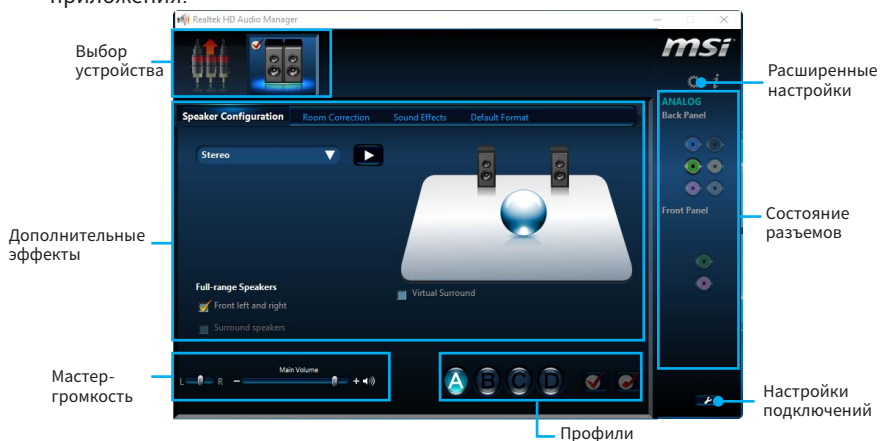 приложения.
Realtek HD Audio Manager
msi
Выбор
устройства
Расширенные
настройки
ANALOG
Back Panel
Speaker Configuration Room Correction Sound Effects Default Format
Stereo
Front Panel
Состояние
разъемов
Дополнительные
эффекты
Full-range Speakers
Front left and right
Surround speakers
Virtual Surround
Мастер-
громкость
Main Volume
L R - +
A B C D
Настройки
подключений
Профили